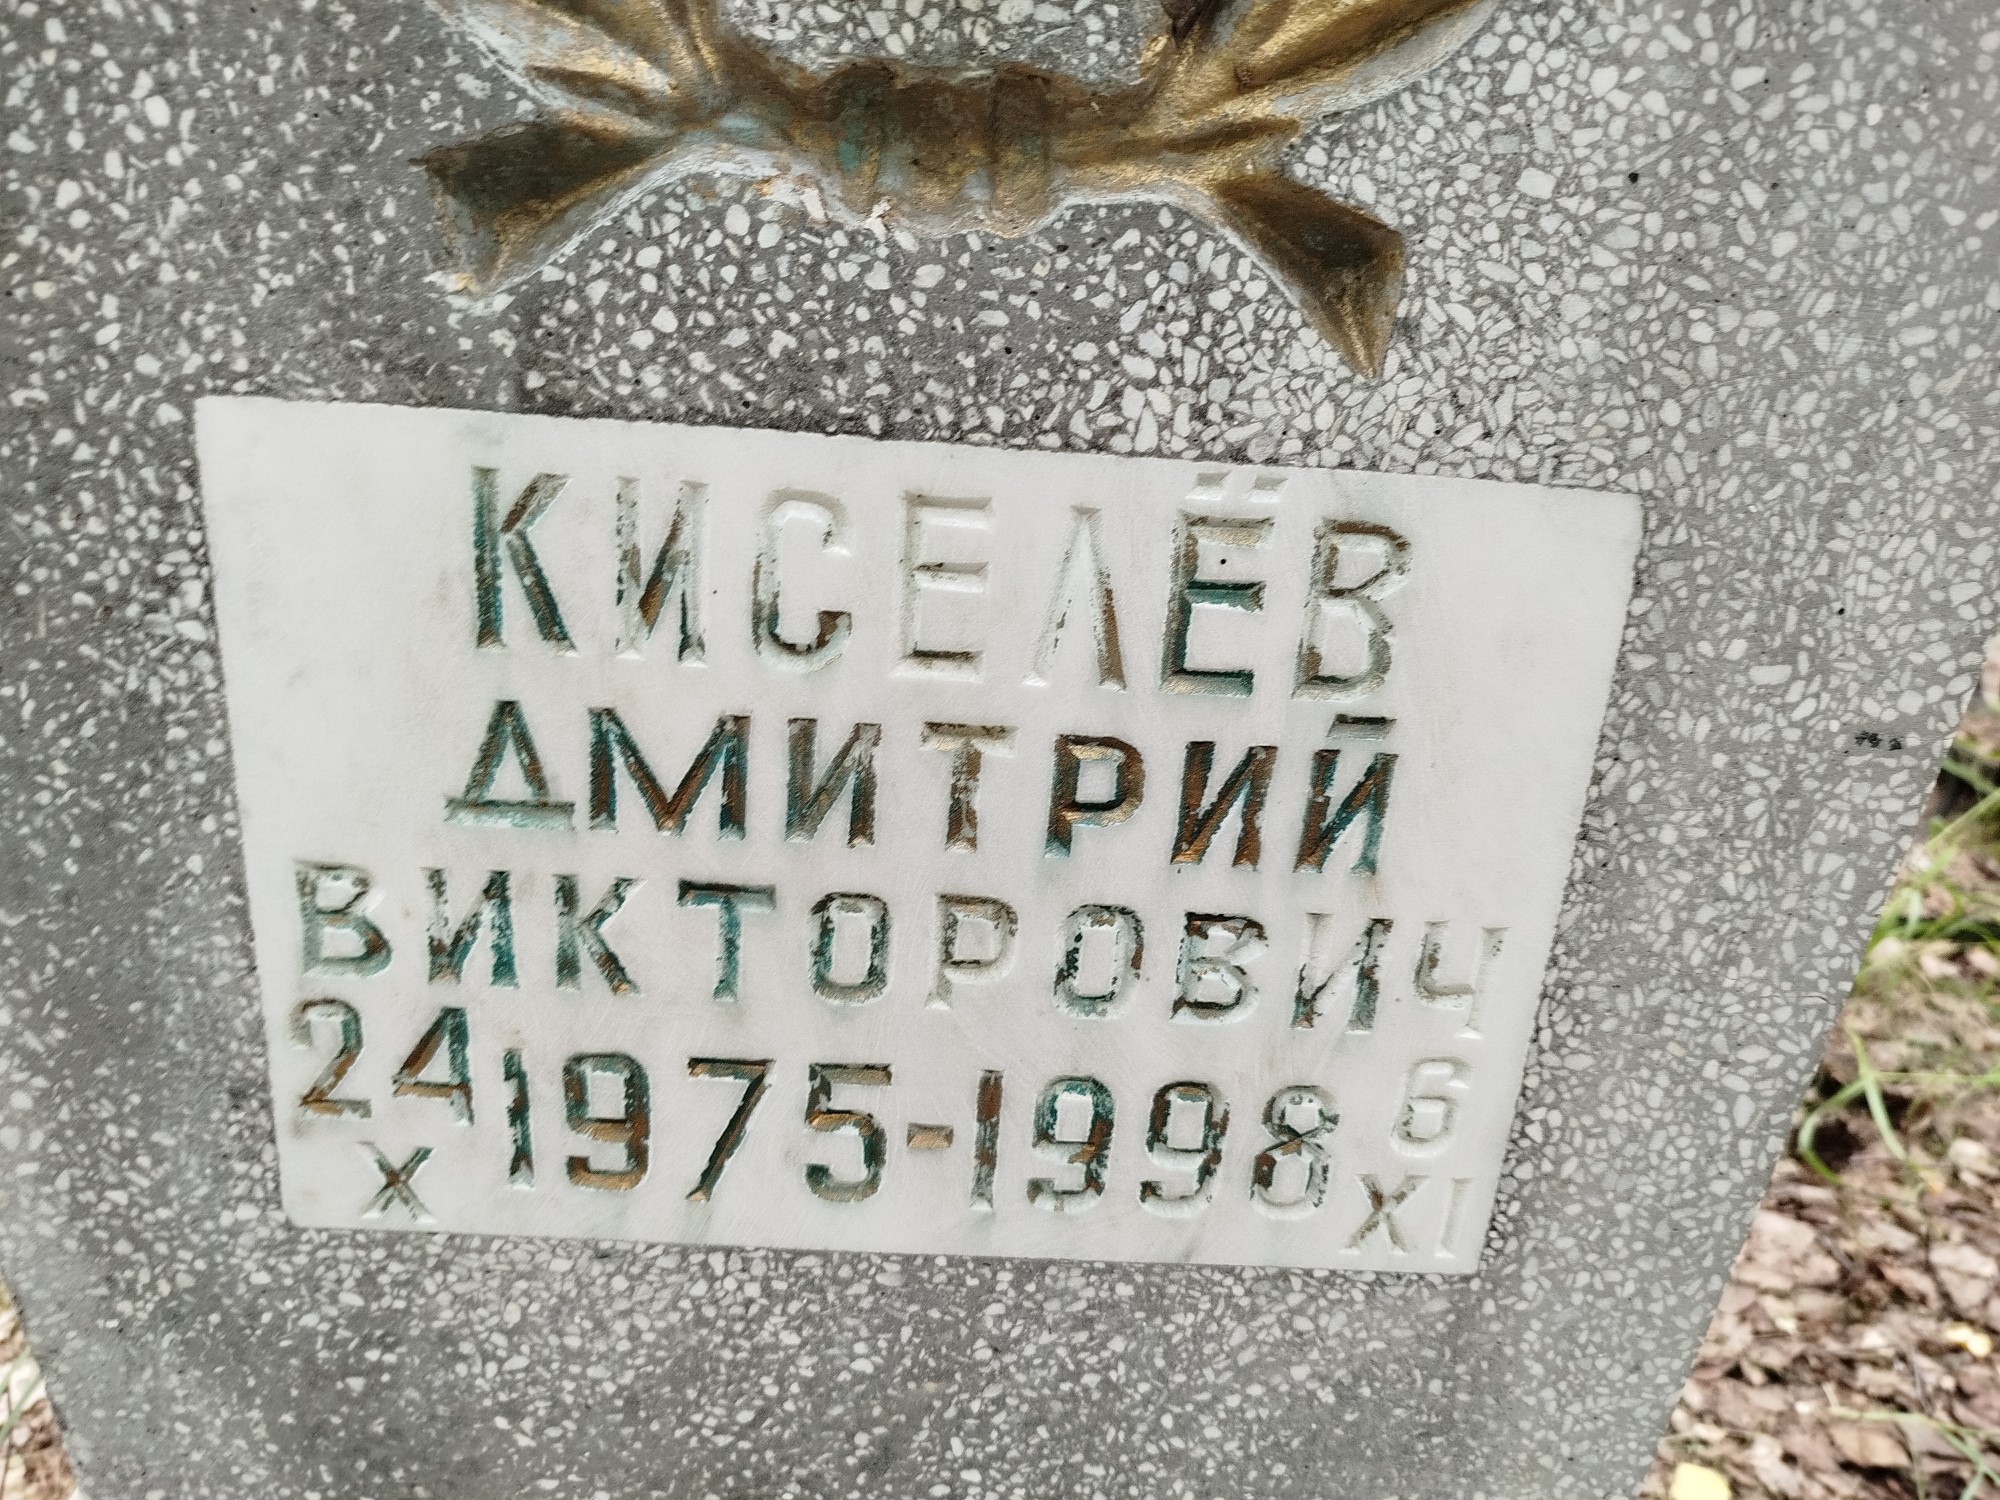 КИСЕЛЁВ
ДМИТРИЙ
ВИКТОРОВИЧ
24 X 1975-1998 6 XI